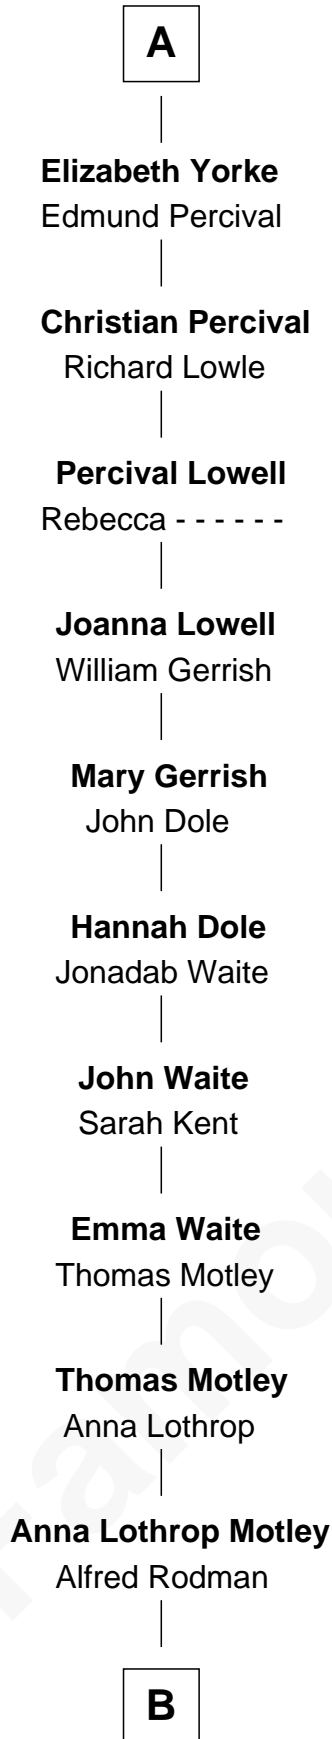 A
Elizabeth Yorke
Edmund Percival
Christian Percival
Richard Lowle
Percival Lowell
Rebecca - - - - - -
Joanna Lowell
William Gerrish
Mary Gerrish
John Dole
Hannah Dole
Jonadab Waite
John Waite
Sarah Kent
Emma Waite
Thomas Motley
Thomas Motley
Anna Lothrop
Anna Lothrop Motley
Alfred Rodman
B